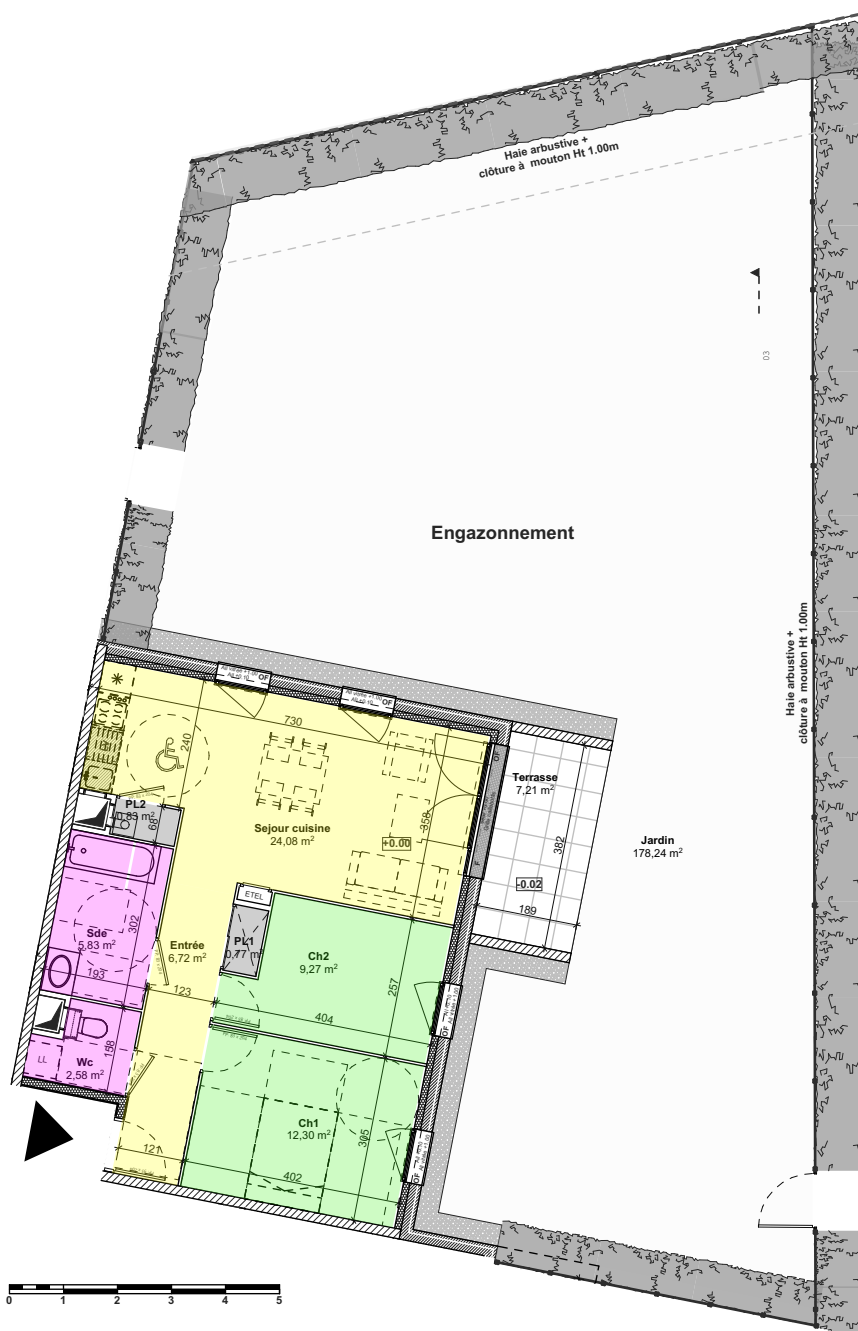 Haie arbustive +
clôture à mouton Ht 1.00m
03
Engazonnement
Haie arbustive +
clôture à mouton Ht 1.00m
OF
OF
730
240
OF
Terrasse
7,21 m²
PL2
0,83 m²
68
Sejour cuisine
24,08 m²
358
+0.00
382
Jardin
178,24 m²
F
-0.02
189
ETEL
302
Sde
5,83 m²
Entrée
6,72 m²
PL1
0,77 m²
Ch2
9,27 m²
193
123
257
404
OF
158
LL
Wc
2,58 m²
Ch1
12,30 m²
305
121
402
OF
0 1 2 3 4 5